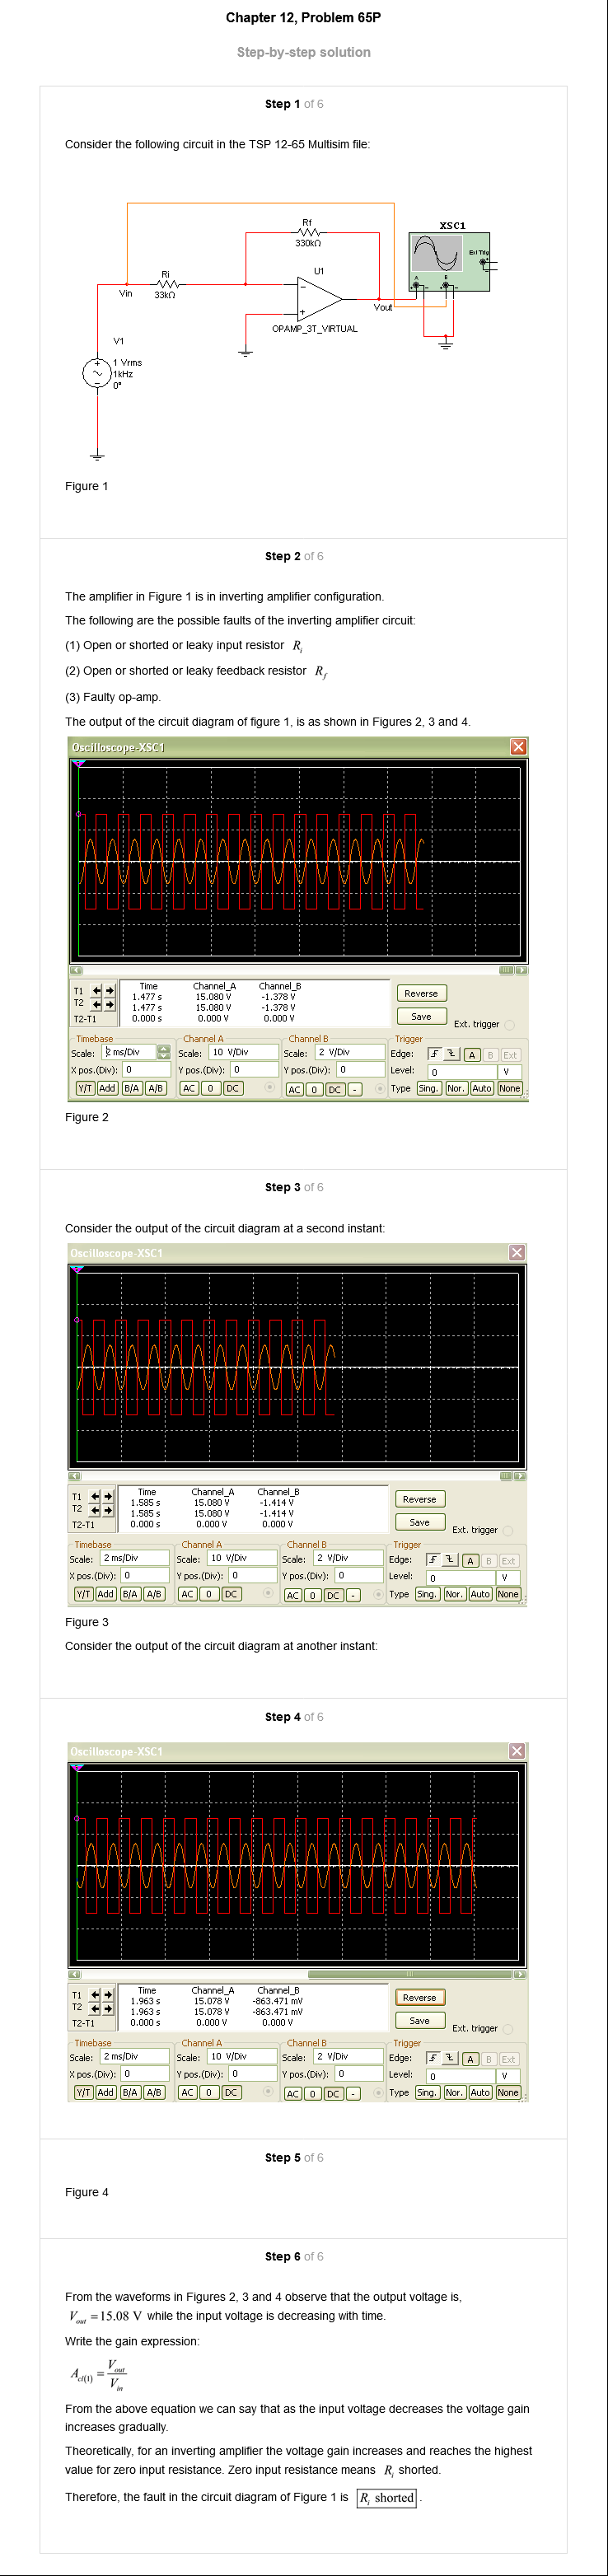 Chapter 12, Problem 65P
Step-by-step solution
Step 1 of 6
Consider the following circuit in the TSP 12-65 Multisim file:
XSC1
Rf
330kΩ
Ext Trig
Ri
33kΩ
U1
A
B
Vin
Vout
OPAMP_3T_VIRTUAL
V1
1 Vrms
1kHz
0°
Figure 1
Step 2 of 6
The amplifier in Figure 1 is in inverting amplifier configuration.
The following are the possible faults of the inverting amplifier circuit:
(1) Open or shorted or leaky input resistor R_i
(2) Open or shorted or leaky feedback resistor R_f
(3) Faulty op-amp.
The output of the circuit diagram of figure 1, is as shown in Figures 2, 3 and 4.
Oscilloscope-XSC1
Time Channel_A Channel_B
T1 1.477 s 15.080 V -1.378 V Reverse
T2 1.477 s 15.080 V -1.378 V
T2-T1 0.000 s 0.000 V 0.000 V Save
Ext. trigger
Timebase Channel A Channel B Trigger
Scale: 2 ms/Div Scale: 10 V/Div Scale: 2 V/Div Edge: A B Ext
X pos.(Div): 0 Y pos.(Div): 0 Y pos.(Div): 0 Level: 0 V
Y/T Add B/A A/B AC 0 DC AC 0 DC - Type Sing. Nor. Auto None
Figure 2
Step 3 of 6
Consider the output of the circuit diagram at a second instant:
Oscilloscope-XSC1
Time Channel_A Channel_B
T1 1.585 s 15.080 V -1.414 V Reverse
T2 1.585 s 15.080 V -1.414 V
T2-T1 0.000 s 0.000 V 0.000 V Save
Ext. trigger
Timebase Channel A Channel B Trigger
Scale: 2 ms/Div Scale: 10 V/Div Scale: 2 V/Div Edge: A B Ext
X pos.(Div): 0 Y pos.(Div): 0 Y pos.(Div): 0 Level: 0 V
Y/T Add B/A A/B AC 0 DC AC 0 DC - Type Sing. Nor. Auto None
Figure 3
Consider the output of the circuit diagram at another instant:
Step 4 of 6
Oscilloscope-XSC1
Time Channel_A Channel_B
T1 1.963 s 15.078 V -863.471 mV Reverse
T2 1.963 s 15.078 V -863.471 mV
T2-T1 0.000 s 0.000 V 0.000 V Save
Ext. trigger
Timebase Channel A Channel B Trigger
Scale: 2 ms/Div Scale: 10 V/Div Scale: 2 V/Div Edge: A B Ext
X pos.(Div): 0 Y pos.(Div): 0 Y pos.(Div): 0 Level: 0 V
Y/T Add B/A A/B AC 0 DC AC 0 DC - Type Sing. Nor. Auto None
Step 5 of 6
Figure 4
Step 6 of 6
From the waveforms in Figures 2, 3 and 4 observe that the output voltage is,
V_out = 15.08 V while the input voltage is decreasing with time.
Write the gain expression:
A_cl(I) = V_out / V_in
From the above equation we can say that as the input voltage decreases the voltage gain
increases gradually.
Theoretically, for an inverting amplifier the voltage gain increases and reaches the highest
value for zero input resistance. Zero input resistance means R_i shorted.
Therefore, the fault in the circuit diagram of Figure 1 is R_i shorted.